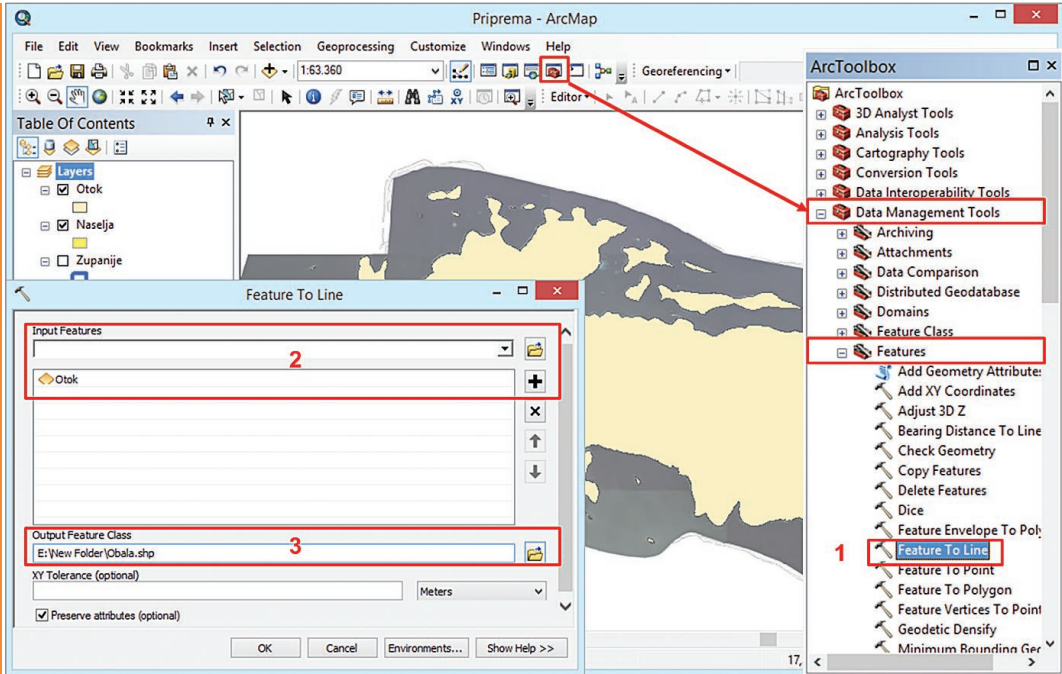 Priprema - ArcMap
File Edit View Bookmarks Insert Selection Geoprocessing Customize Windows Help
1:63.360
Georeferencing
Editor
Table Of Contents
Layers
Otok
Naselja
Zupanije
Feature To Line
Input Features
2
Otok
Output Feature Class
3
E:\New Folder\Obala.shp
XY Tolerance (optional)
Meters
Preserve attributes (optional)
OK Cancel Environments... Show Help >>
17,
ArcToolbox
ArcToolbox
3D Analyst Tools
Analysis Tools
Cartography Tools
Conversion Tools
Data Interoperability Tools
Data Management Tools
Archiving
Attachments
Data Comparison
Distributed Geodatabase
Domains
Feature Class
Features
Add Geometry Attributes
Add XY Coordinates
Adjust 3D Z
Bearing Distance To Line
Check Geometry
Copy Features
Delete Features
Dice
Feature Envelope To Poly
1 Feature To Line
Feature To Point
Feature To Polygon
Feature Vertices To Point
Geodetic Densify
Minimum Bounding Geo